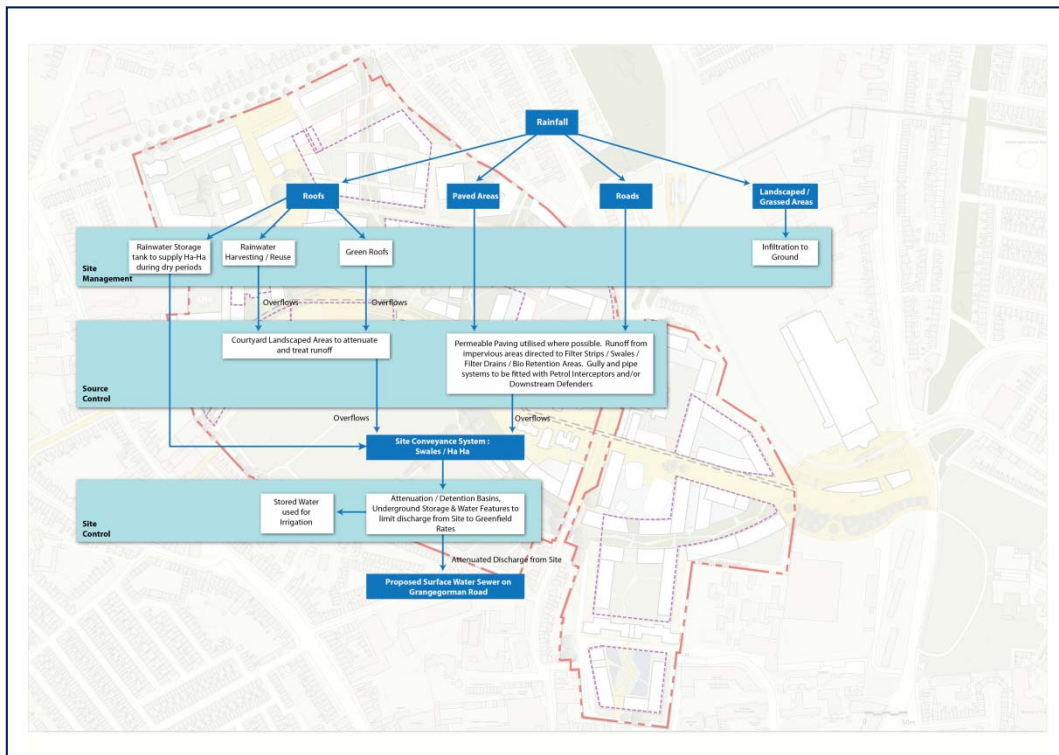 Rainfall
Roofs
Paved Areas
Roads
Landscaped /
Grassed Areas
Rainwater Storage
tank to supply Ha-Ha
during dry periods
Rainwater
Harvesting / Reuse
Green Roofs
Infiltration to
Ground
Site
Management
Overflows
Overflows
Courtyard Landscaped Areas to attenuate
and treat runoff
Permeable Paving utilised where possible. Runoff from
impervious areas directed to Filter Strips / Swales /
Filter Drains / Bio Retention Areas. Gully and pipe
systems to be fitted with Petrol Interceptors and/or
Downstream Defenders
Source
Control
Overflows
Overflows
Site Conveyance System :
Swales / Ha Ha
Stored Water
used for
Irrigation
Attenuation / Detention Basins,
Underground Storage & Water Features to
limit discharge from Site to Greenfield
Rates
Site
Control
Attenuated Discharge from Site
Proposed Surface Water Sewer on
Grangegorman Road